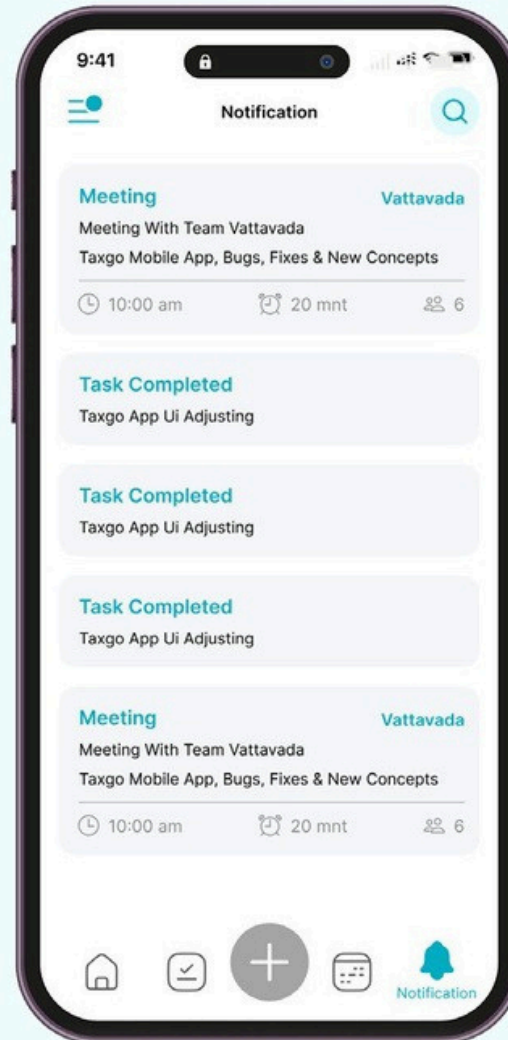 9:41
Notification
Meeting Vattavada
Meeting With Team Vattavada
Taxgo Mobile App, Bugs, Fixes & New Concepts
10:00 am 20 mnt 6
Task Completed
Taxgo App Ui Adjusting
Task Completed
Taxgo App Ui Adjusting
Task Completed
Taxgo App Ui Adjusting
Meeting Vattavada
Meeting With Team Vattavada
Taxgo Mobile App, Bugs, Fixes & New Concepts
10:00 am 20 mnt 6
Notification